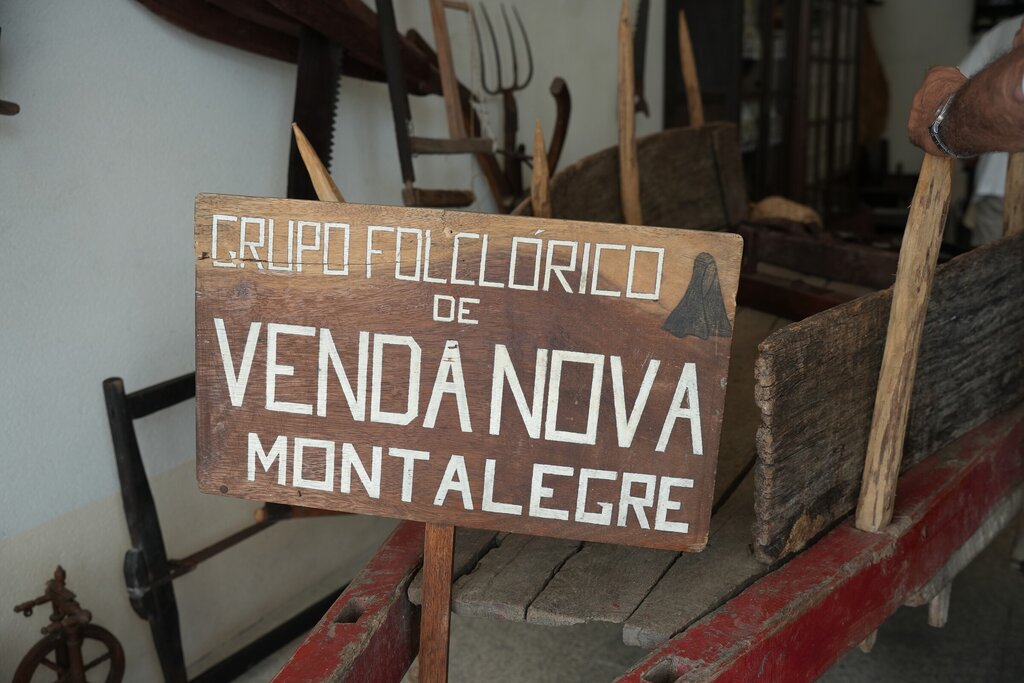 GRUPO FOLCLÓRICO
DE
VENDA NOVA
MONTALEGRE